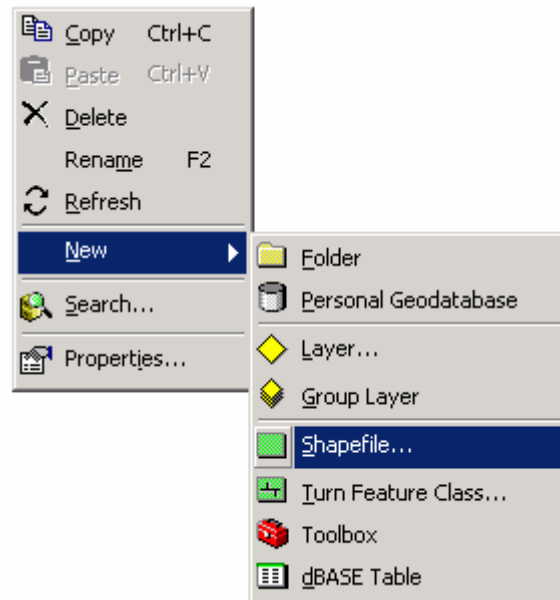 Copy Ctrl+C
Paste Ctrl+V
Delete
Rename F2
Refresh
New
Search...
Properties...
Folder
Personal Geodatabase
Layer...
Group Layer
Shapefile...
Turn Feature Class...
Toolbox
dBASE Table